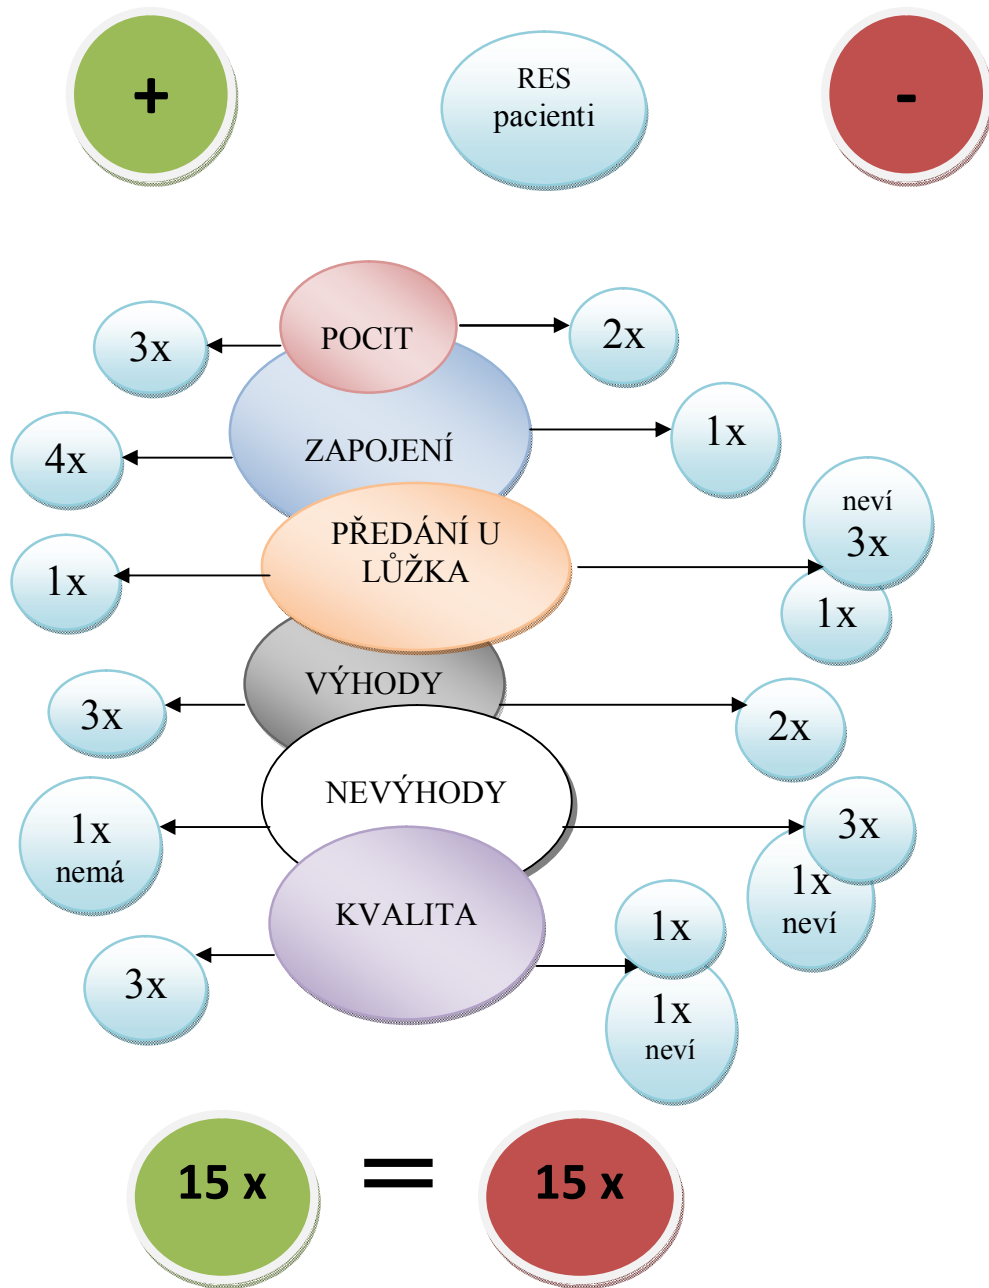 +
RES
pacienti
-
POCIT
3x
2x
ZAPOJENÍ
4x
1x
PŘEDÁNÍ U
LŮŽKA
1x
neví
3x
1x
VÝHODY
3x
2x
NEVÝHODY
1x
nemá
3x
1x
neví
KVALITA
3x
1x
1x
neví
15 x
=
15 x